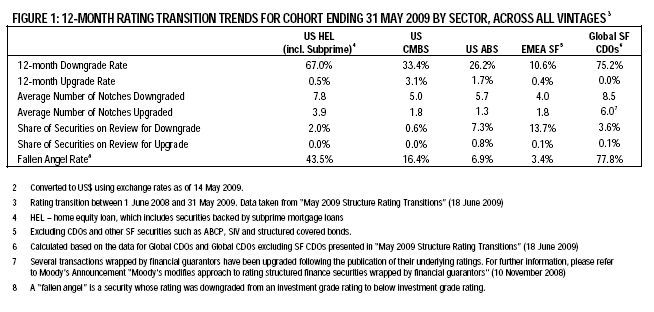 FIGURE 1: 12-MONTH RATING TRANSITION TRENDS FOR COHORT ENDING 31 MAY 2009 BY SECTOR, ACROSS ALL VINTAGES 3
US HEL (incl. Subprime)4 US CMBS US ABS EMEA SF5 Global SF CDOs6
12-month Downgrade Rate 67.0% 33.4% 26.2% 10.6% 75.2%
12-month Upgrade Rate 0.5% 3.1% 1.7% 0.4% 0.0%
Average Number of Notches Downgraded 7.8 5.0 5.7 4.0 8.5
Average Number of Notches Upgraded 3.9 1.8 1.3 1.8 6.07
Share of Securities on Review for Downgrade 2.0% 0.6% 7.3% 13.7% 3.6%
Share of Securities on Review for Upgrade 0.0% 0.0% 0.8% 0.1% 0.1%
Fallen Angel Rate8 43.5% 16.4% 6.9% 3.4% 77.8%
2 Converted to US$ using exchange rates as of 14 May 2009.
3 Rating transition between 1 June 2008 and 31 May 2009. Data taken from "May 2009 Structure Rating Transitions" (18 June 2009)
4 HEL – home equity loan, which includes securities backed by subprime mortgage loans
5 Excluding CDOs and other SF securities such as ABCP, SIV and structured covered bonds.
6 Calculated based on the data for Global CDOs and Global CDOs excluding SF CDOs presented in "May 2009 Structure Rating Transitions" (18 June 2009)
7 Several transactions wrapped by financial guarantors have been upgraded following the publication of their underlying ratings. For further information, please refer
to Moody's Announcement "Moody's modifies approach to rating structured finance securities wrapped by financial guarantors" (10 November 2008)
8 A "fallen angel" is a security whose rating was downgraded from an investment grade rating to below investment grade rating.